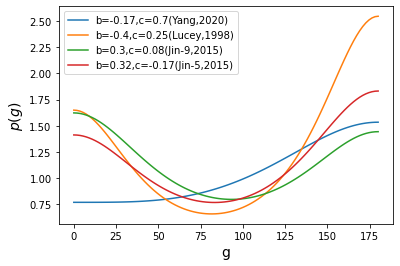 b=-0.17,c=0.7(Yang,2020)
b=-0.4,c=0.25(Lucey,1998)
b=0.3,c=0.08(Jin-9,2015)
b=0.32,c=-0.17(Jin-5,2015)
2.50
2.25
2.00
1.75
1.50
1.25
1.00
0.75
p(g)
0 25 50 75 100 125 150 175
g